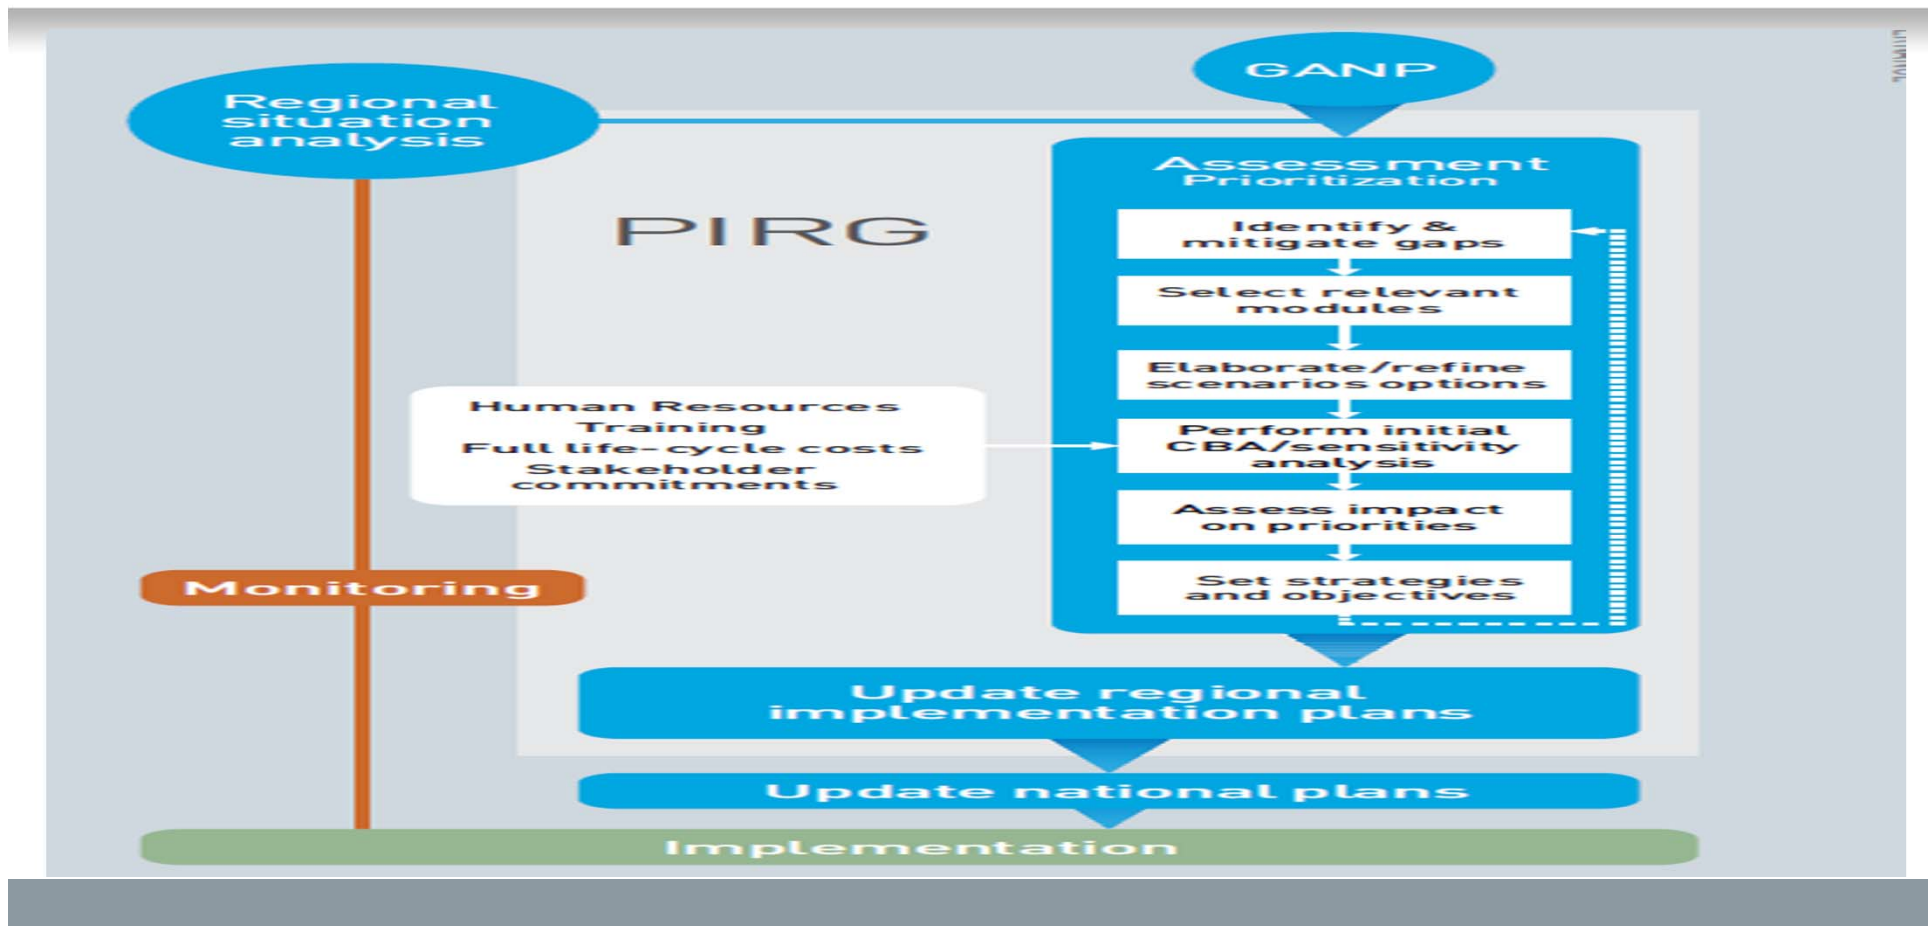 GANP
Regional
situation
analysis
Assessment
Prioritization
PIRG
Identify &
mitigate gaps
Select relevant
modules
Elaborate/refine
scenarios options
Human Resources
Training
Full life-cycle costs
Stakeholder
commitments
Perform initial
CBA/sensitivity
analysis
Assess impact
on priorities
Set strategies
and objectives
Monitoring
Update regional
implementation plans
Update national plans
Implementation